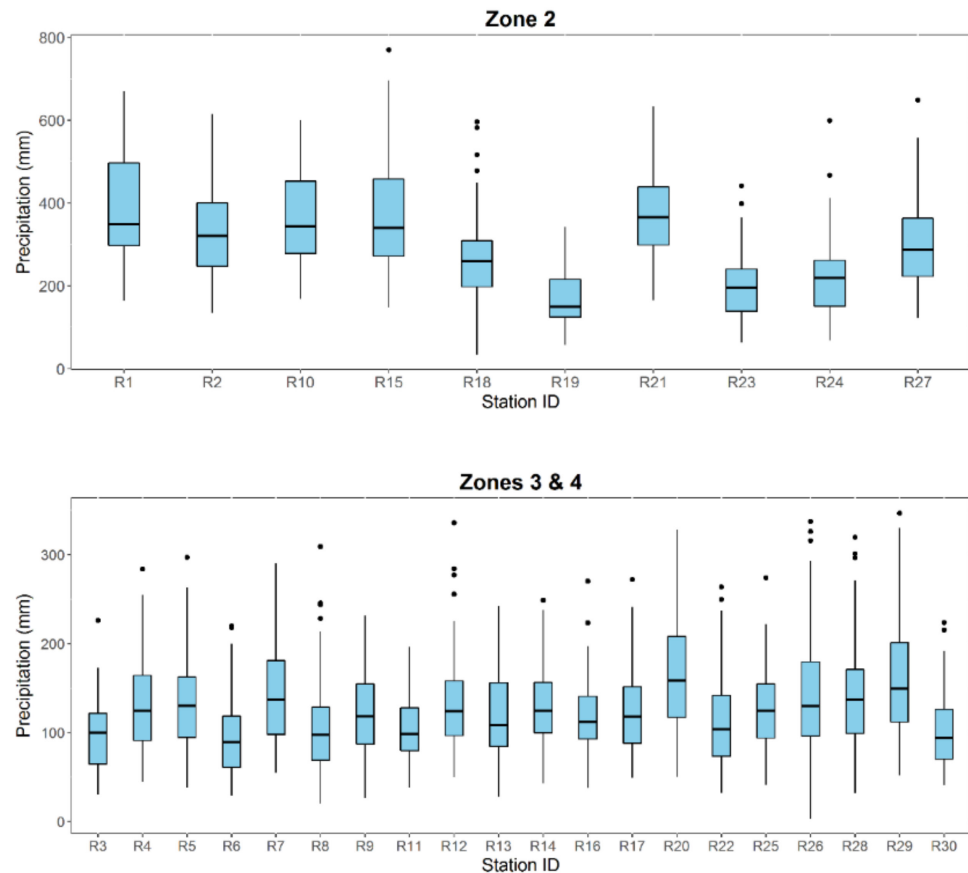 Zone 2
Precipitation (mm)
800
600
400
200
0
R1 R2 R10 R15 R18 R19 R21 R23 R24 R27
Station ID
Zones 3 & 4
Precipitation (mm)
300
200
100
0
R3 R4 R5 R6 R7 R8 R9 R11 R12 R13 R14 R16 R17 R20 R22 R25 R26 R28 R29 R30
Station ID